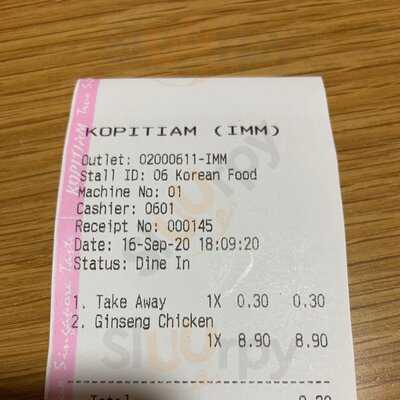 KOPITIAM (IMM)
Outlet: 02000611-IMM
Stall ID: 06 Korean Food
Machine No: 01
Cashier: 0601
Receipt No: 000145
Date: 16-Sep-20 18:09:20
Status: Dine In
1. Take Away 1X 0.30 0.30
2. Ginseng Chicken
1X 8.90 8.90
Sluurpy
Sluurpy